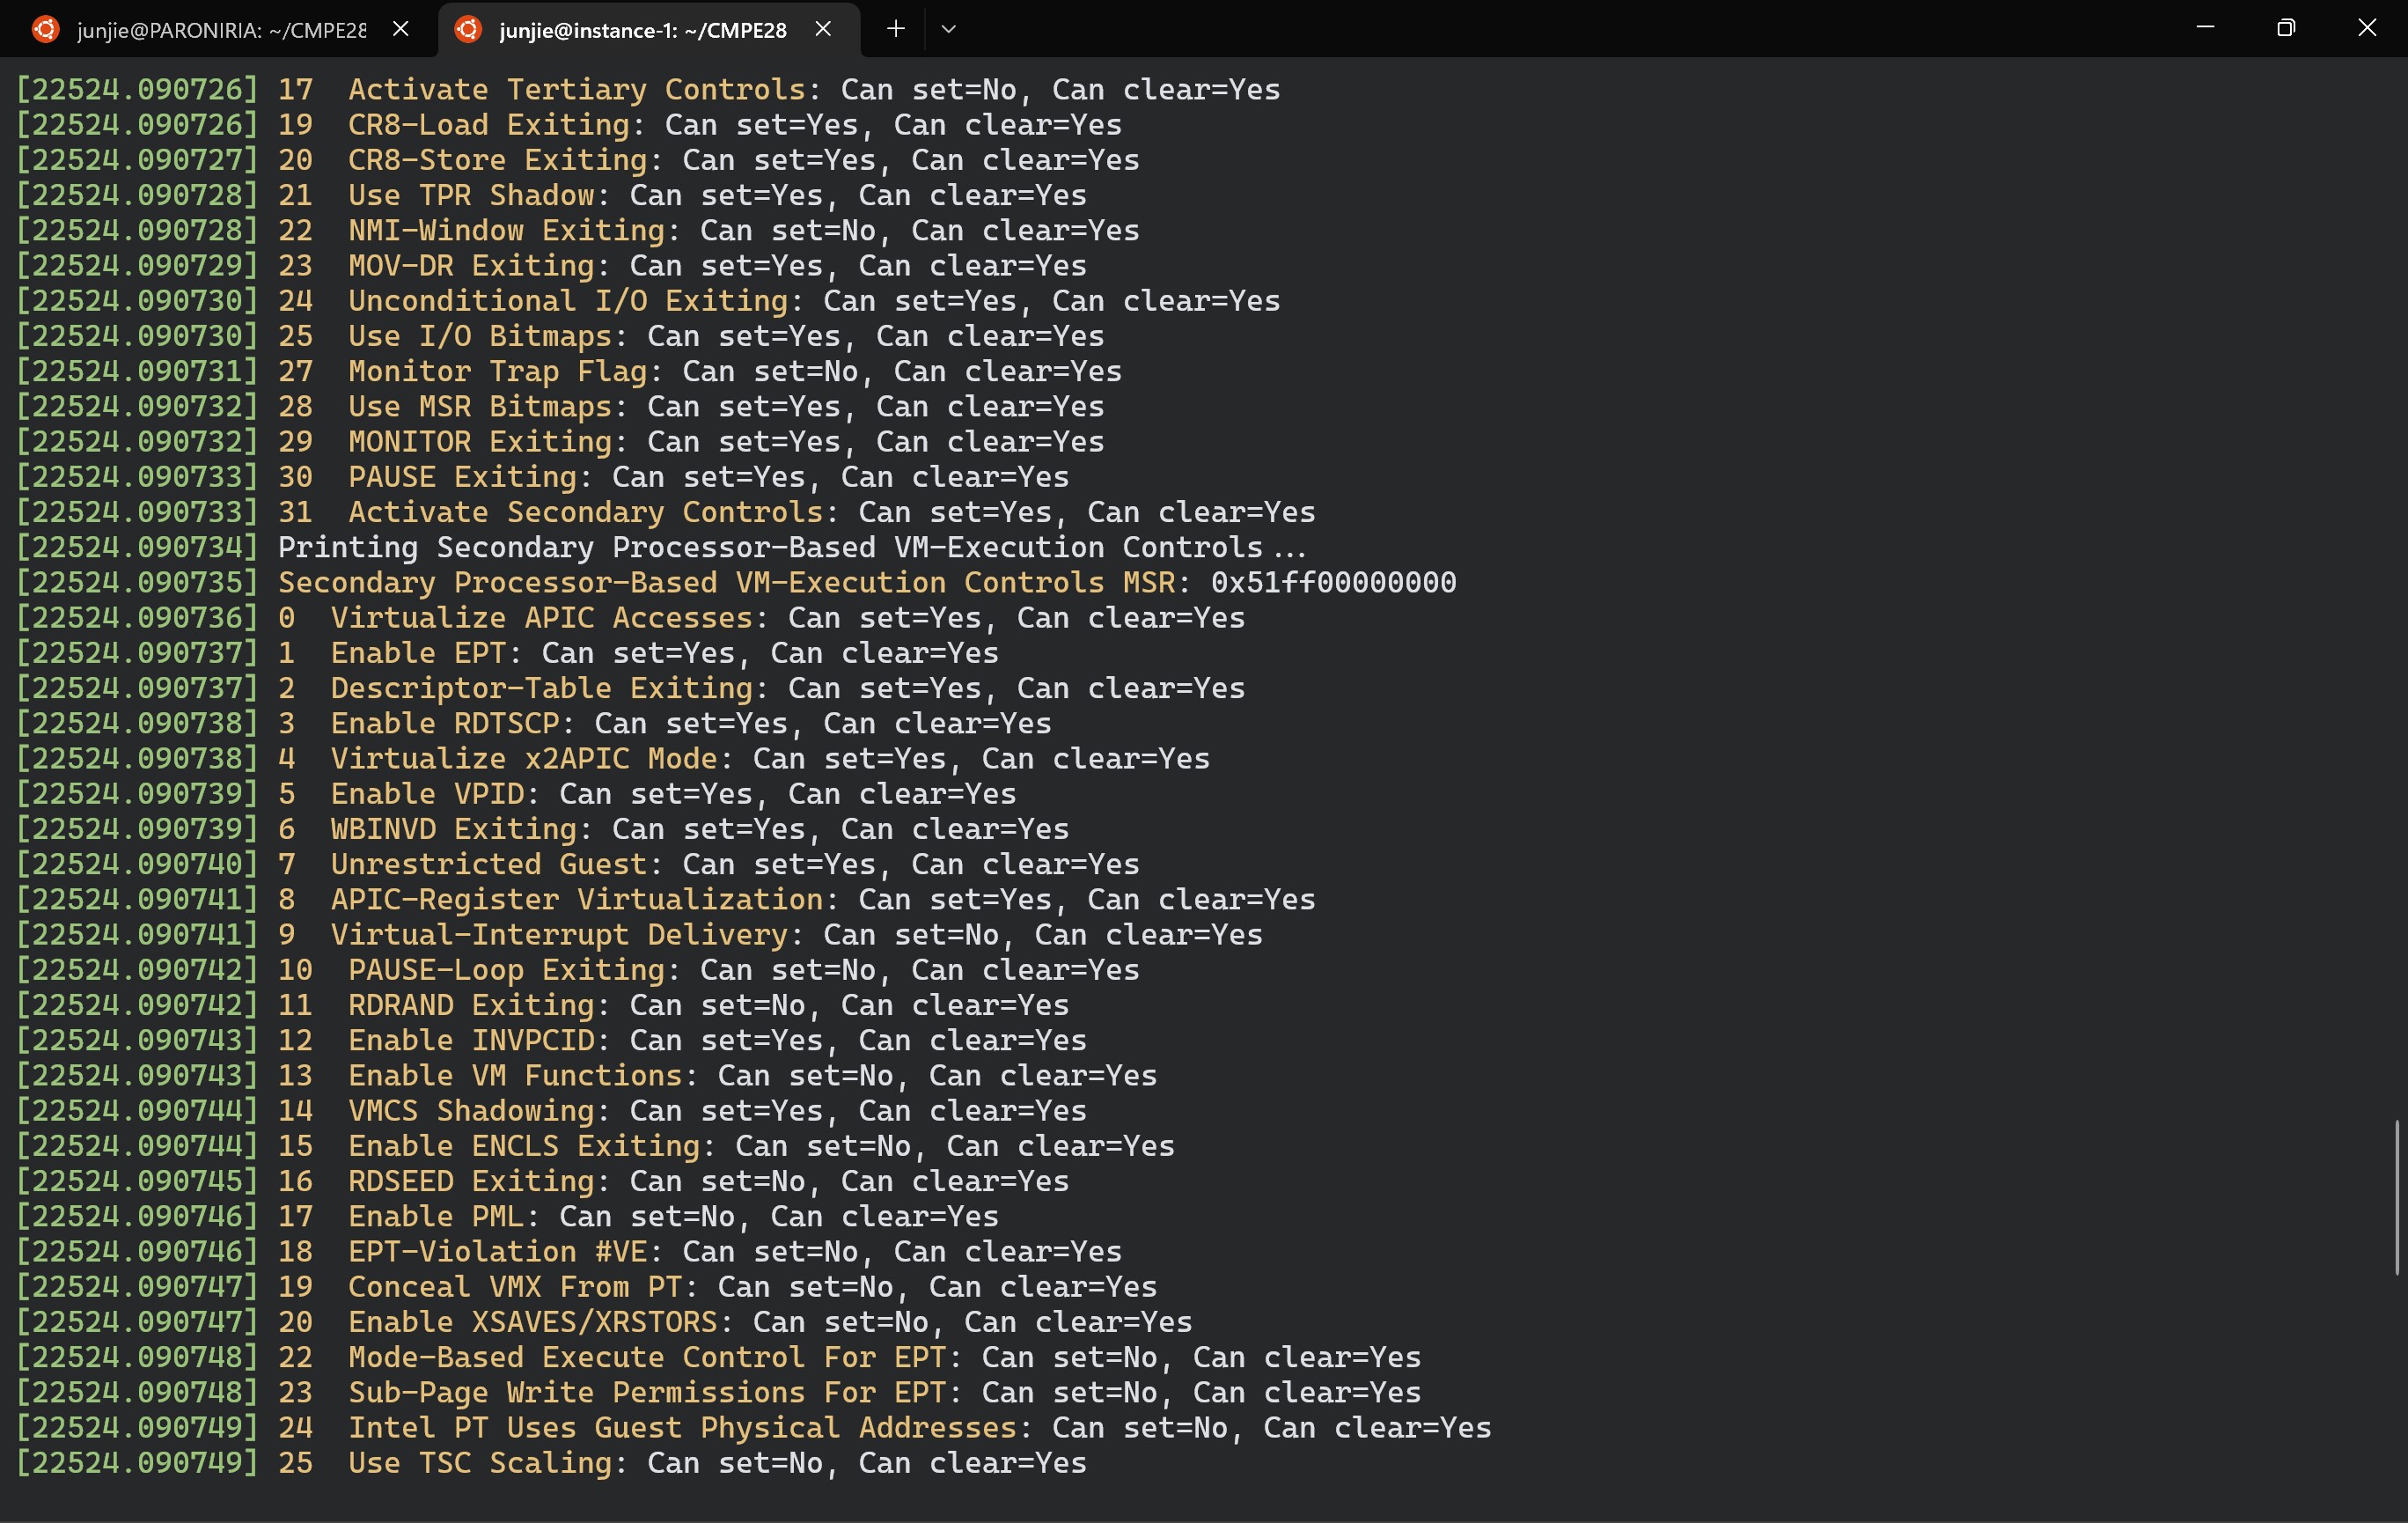 junjie@PARONIRIA: ~/CMPE28
junjie@instance-1: ~/CMPE28
[22524.090726] 17  Activate Tertiary Controls: Can set=No, Can clear=Yes
[22524.090726] 19  CR8-Load Exiting: Can set=Yes, Can clear=Yes
[22524.090727] 20  CR8-Store Exiting: Can set=Yes, Can clear=Yes
[22524.090728] 21  Use TPR Shadow: Can set=Yes, Can clear=Yes
[22524.090728] 22  NMI-Window Exiting: Can set=No, Can clear=Yes
[22524.090729] 23  MOV-DR Exiting: Can set=Yes, Can clear=Yes
[22524.090730] 24  Unconditional I/O Exiting: Can set=Yes, Can clear=Yes
[22524.090730] 25  Use I/O Bitmaps: Can set=Yes, Can clear=Yes
[22524.090731] 27  Monitor Trap Flag: Can set=No, Can clear=Yes
[22524.090732] 28  Use MSR Bitmaps: Can set=Yes, Can clear=Yes
[22524.090732] 29  MONITOR Exiting: Can set=Yes, Can clear=Yes
[22524.090733] 30  PAUSE Exiting: Can set=Yes, Can clear=Yes
[22524.090733] 31  Activate Secondary Controls: Can set=Yes, Can clear=Yes
[22524.090734] Printing Secondary Processor-Based VM-Execution Controls...
[22524.090735] Secondary Processor-Based VM-Execution Controls MSR: 0x51ff00000000
[22524.090736] 0  Virtualize APIC Accesses: Can set=Yes, Can clear=Yes
[22524.090737] 1  Enable EPT: Can set=Yes, Can clear=Yes
[22524.090737] 2  Descriptor-Table Exiting: Can set=Yes, Can clear=Yes
[22524.090738] 3  Enable RDTSCP: Can set=Yes, Can clear=Yes
[22524.090738] 4  Virtualize x2APIC Mode: Can set=Yes, Can clear=Yes
[22524.090739] 5  Enable VPID: Can set=Yes, Can clear=Yes
[22524.090739] 6  WBINVD Exiting: Can set=Yes, Can clear=Yes
[22524.090740] 7  Unrestricted Guest: Can set=Yes, Can clear=Yes
[22524.090741] 8  APIC-Register Virtualization: Can set=Yes, Can clear=Yes
[22524.090741] 9  Virtual-Interrupt Delivery: Can set=No, Can clear=Yes
[22524.090742] 10  PAUSE-Loop Exiting: Can set=No, Can clear=Yes
[22524.090742] 11  RDRAND Exiting: Can set=No, Can clear=Yes
[22524.090743] 12  Enable INVPCID: Can set=Yes, Can clear=Yes
[22524.090743] 13  Enable VM Functions: Can set=No, Can clear=Yes
[22524.090744] 14  VMCS Shadowing: Can set=Yes, Can clear=Yes
[22524.090744] 15  Enable ENCLS Exiting: Can set=No, Can clear=Yes
[22524.090745] 16  RDSEED Exiting: Can set=No, Can clear=Yes
[22524.090746] 17  Enable PML: Can set=No, Can clear=Yes
[22524.090746] 18  EPT-Violation #VE: Can set=No, Can clear=Yes
[22524.090747] 19  Conceal VMX From PT: Can set=No, Can clear=Yes
[22524.090747] 20  Enable XSAVES/XRSTORS: Can set=No, Can clear=Yes
[22524.090748] 22  Mode-Based Execute Control For EPT: Can set=No, Can clear=Yes
[22524.090748] 23  Sub-Page Write Permissions For EPT: Can set=No, Can clear=Yes
[22524.090749] 24  Intel PT Uses Guest Physical Addresses: Can set=No, Can clear=Yes
[22524.090749] 25  Use TSC Scaling: Can set=No, Can clear=Yes